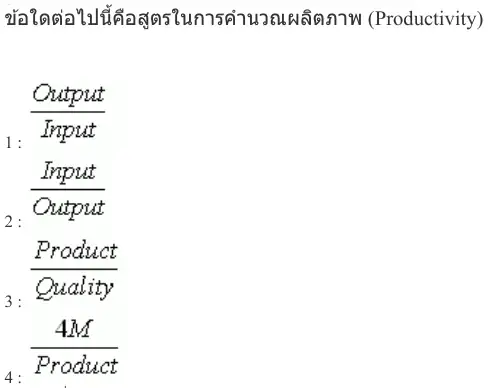 ข้อใดต่อไปนี้คือสูตรในการคำนวณผลิตภาพ (Productivity)
Output
1 : Input
Input
2 : Output
Product
3 : Quality
4M
4 : Product